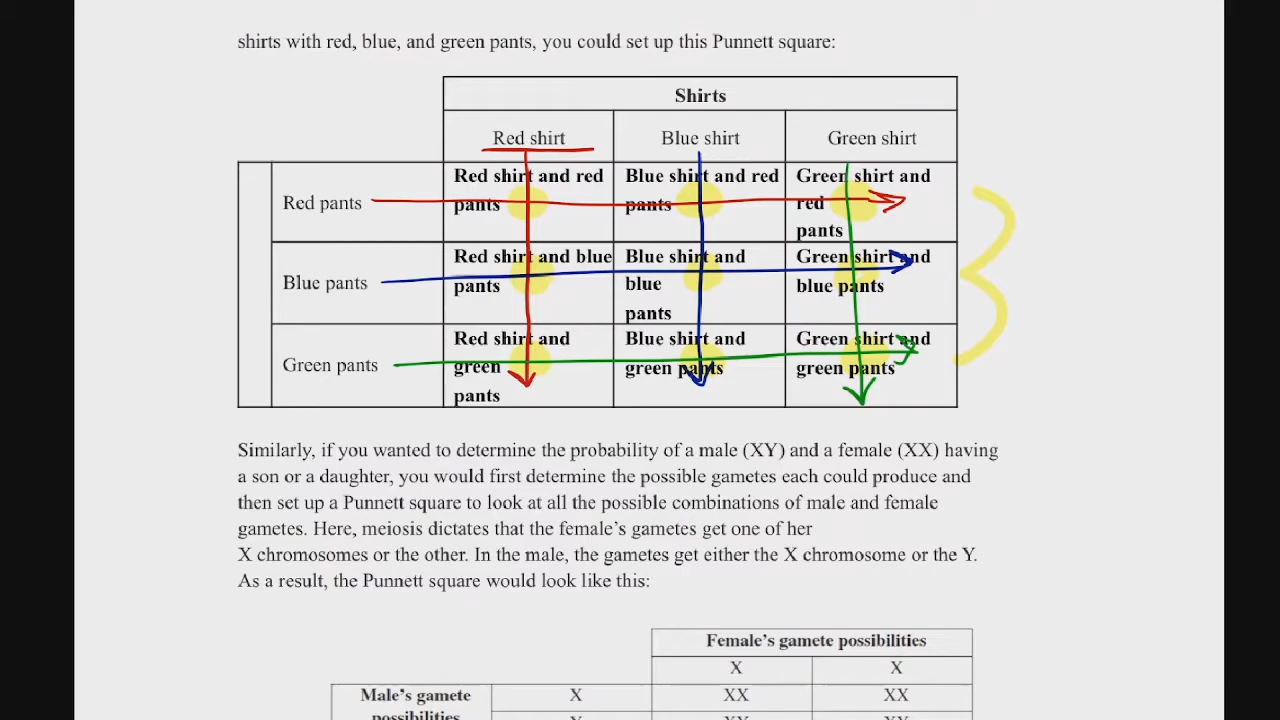 shirts with red, blue, and green pants, you could set up this Punnett square:
Shirts
Red shirt
Blue shirt
Green shirt
Red pants
Red shirt and red
pants
Blue shirt and red
pants
Green shirt and
red
pants
Blue pants
Red shirt and blue
pants
Blue shirt and
blue
pants
Green shirt and
blue pants
Green pants
Red shirt and
green
pants
Blue shirt and
green pants
Green shirt and
green pants
Similarly, if you wanted to determine the probability of a male (XY) and a female (XX) having
a son or a daughter, you would first determine the possible gametes each could produce and
then set up a Punnett square to look at all the possible combinations of male and female
gametes. Here, meiosis dictates that the female’s gametes get one of her
X chromosomes or the other. In the male, the gametes get either the X chromosome or the Y.
As a result, the Punnett square would look like this:
Female’s gamete possibilities
X
X
Male’s gamete
possibilities
X
XX
XX